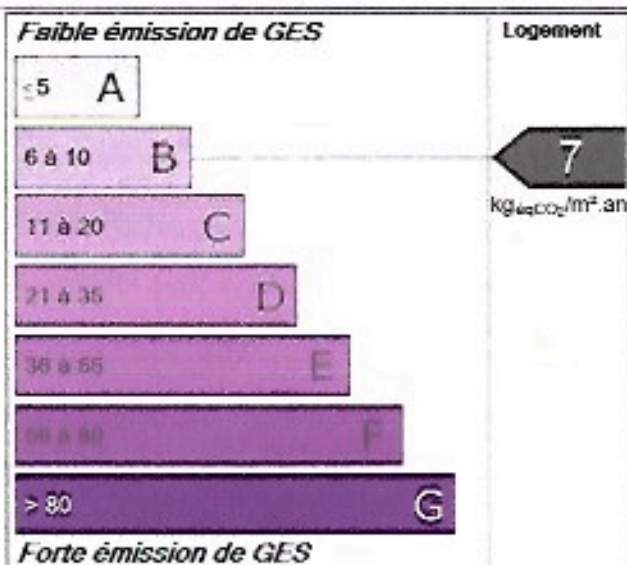 Faible émission de GES
Logement
≤5 A
6 à 10 B
7
kgéqCO₂/m².an
11 à 20 C
21 à 35 D
36 à 55 E
56 à 80 F
> 80 G
Forte émission de GES